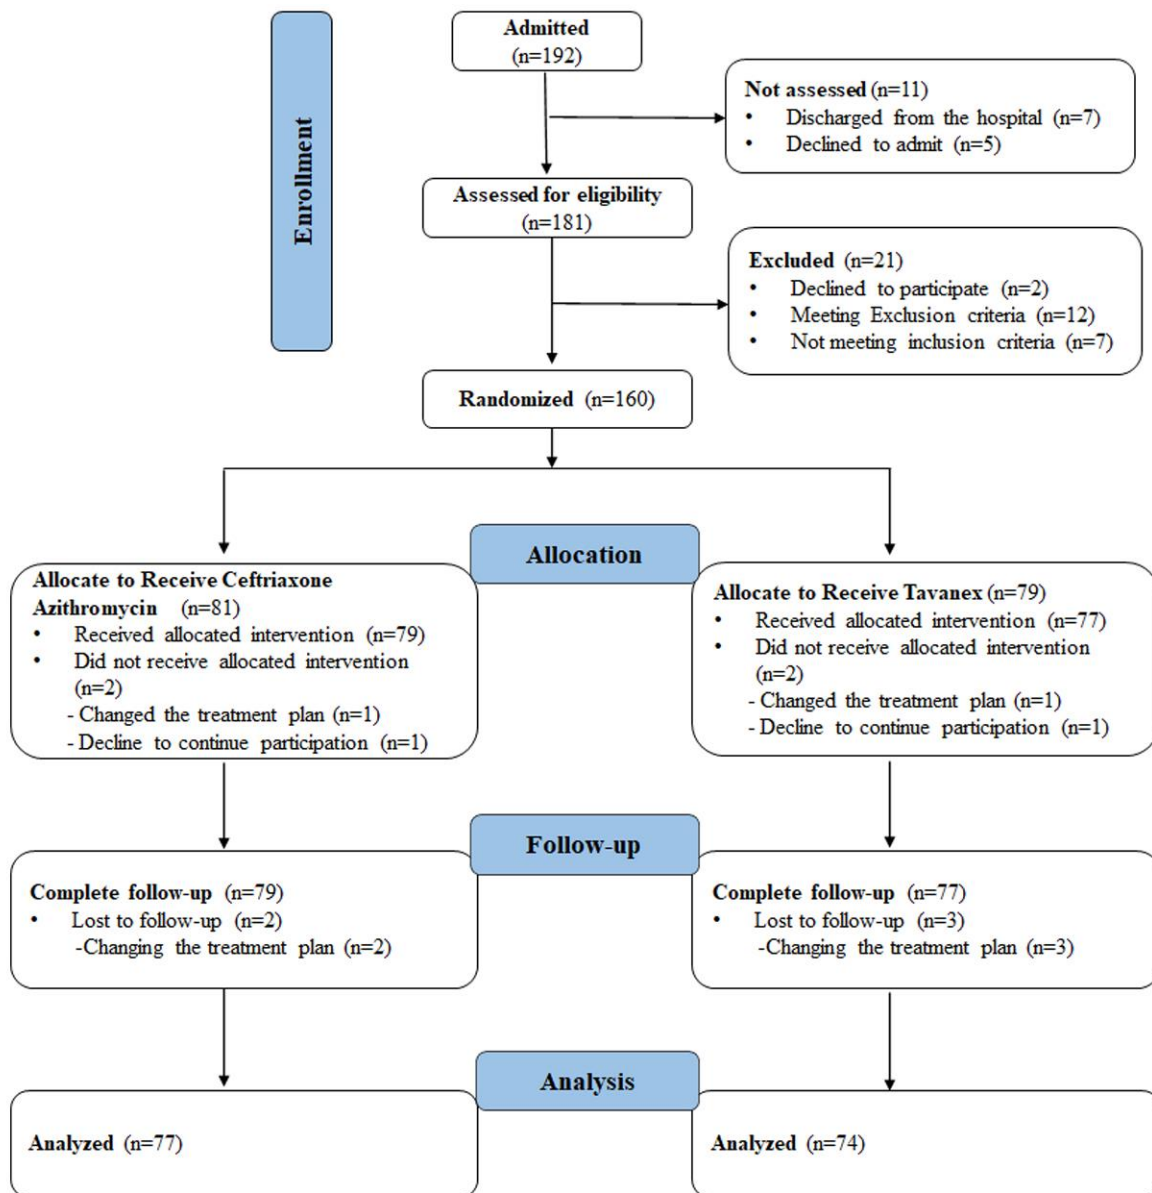 Enrollment
Admitted
(n=192)
Not assessed (n=11)
• Discharged from the hospital (n=7)
• Declined to admit (n=5)
Assessed for eligibility
(n=181)
Excluded (n=21)
• Declined to participate (n=2)
• Meeting Exclusion criteria (n=12)
• Not meeting inclusion criteria (n=7)
Randomized (n=160)
Allocation
Allocate to Receive Ceftriaxone
Azithromycin (n=81)
• Received allocated intervention (n=79)
• Did not receive allocated intervention
(n=2)
- Changed the treatment plan (n=1)
- Decline to continue participation (n=1)
Allocate to Receive Tavanex (n=79)
• Received allocated intervention (n=77)
• Did not receive allocated intervention
(n=2)
- Changed the treatment plan (n=1)
- Decline to continue participation (n=1)
Follow-up
Complete follow-up (n=79)
• Lost to follow-up (n=2)
-Changing the treatment plan (n=2)
Complete follow-up (n=77)
• Lost to follow-up (n=3)
-Changing the treatment plan (n=3)
Analysis
Analyzed (n=77)
Analyzed (n=74)